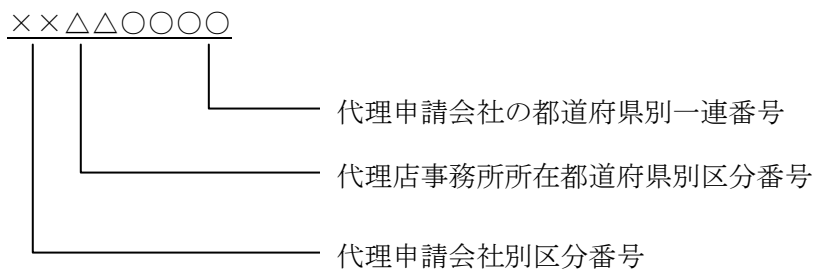 ××△△○○○○
代理申請会社の都道府県別一連番号
代理店事務所所在都道府県別区分番号
代理申請会社別区分番号